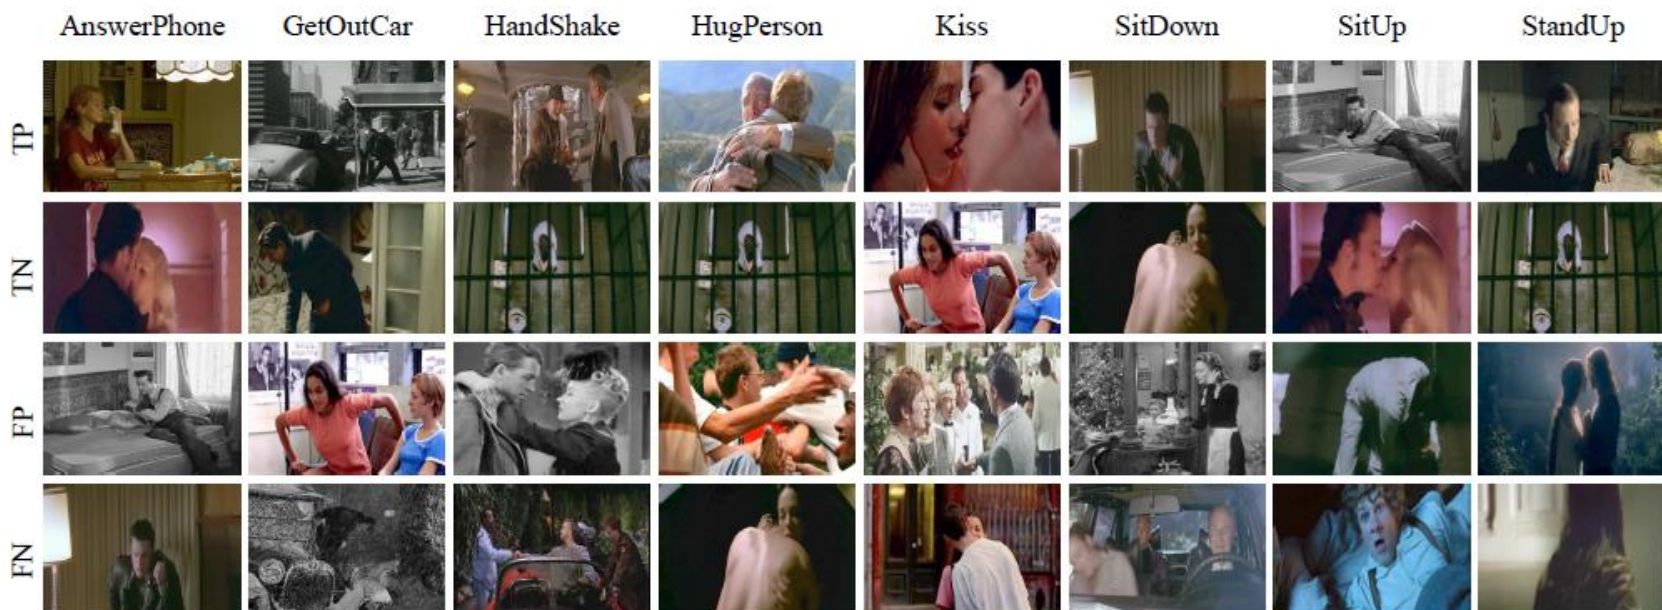 AnswerPhone GetOutCar HandShake HugPerson Kiss SitDown SitUp StandUp
TP
TN
FP
FN